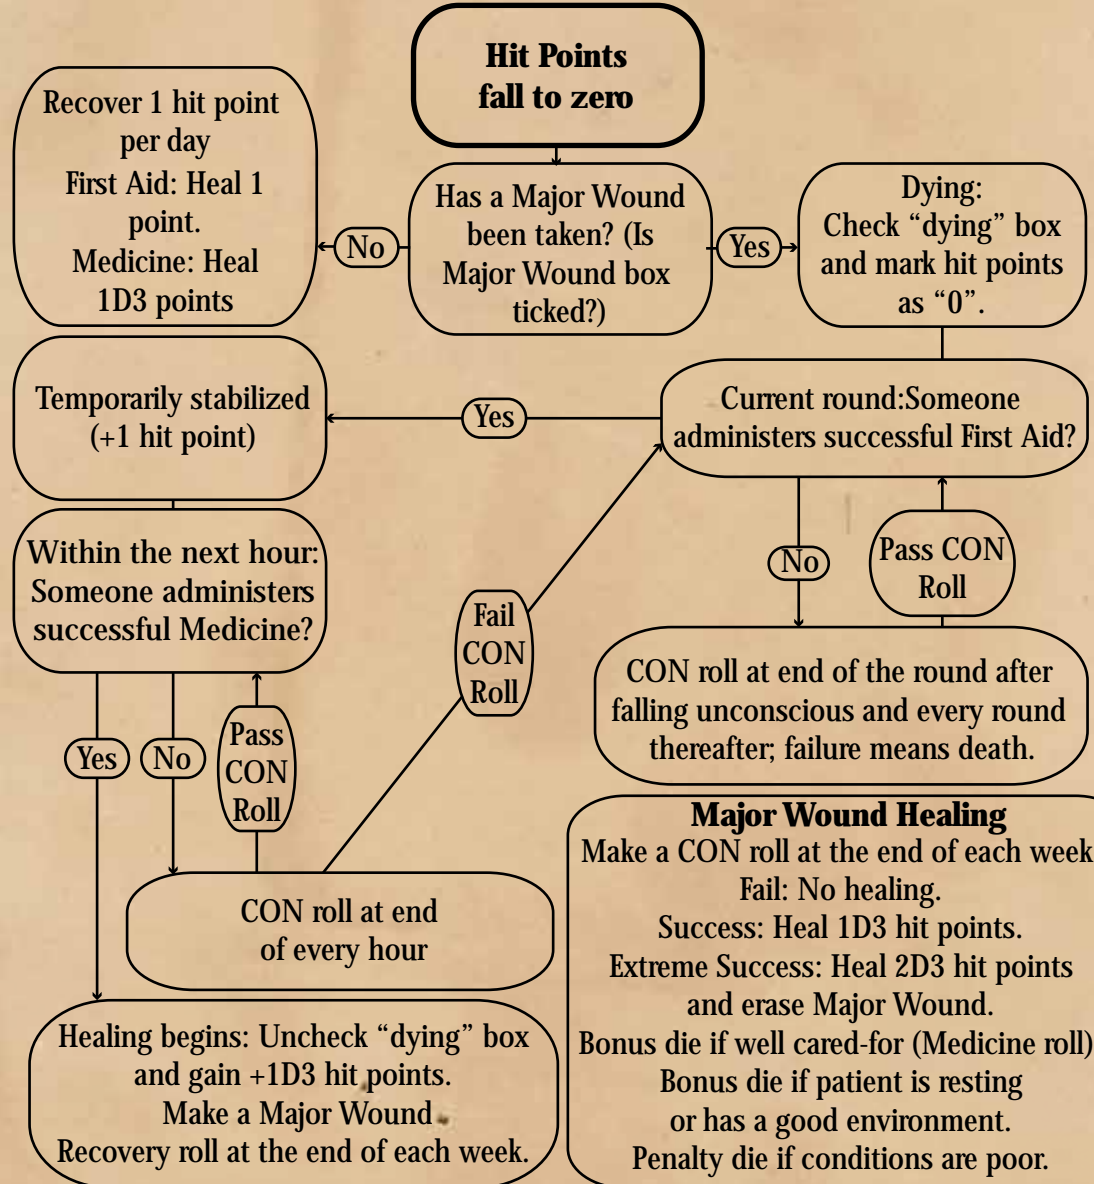 Hit Points
fall to zero
Recover 1 hit point
per day
First Aid: Heal 1
point.
Medicine: Heal
1D3 points
No
Has a Major Wound
been taken? (Is
Major Wound box
ticked?)
Yes
Dying:
Check “dying” box
and mark hit points
as “0”.
Temporarily stabilized
(+1 hit point)
Yes
Current round:Someone
administers successful First Aid?
Within the next hour:
Someone administers
successful Medicine?
No
Pass CON
Roll
Fail
CON
Roll
CON roll at end of the round after
falling unconscious and every round
thereafter; failure means death.
Yes
No
Pass
CON
Roll
CON roll at end
of every hour
Healing begins: Uncheck “dying” box
and gain +1D3 hit points.
Make a Major Wound
Recovery roll at the end of each week.
Major Wound Healing
Make a CON roll at the end of each week
Fail: No healing.
Success: Heal 1D3 hit points.
Extreme Success: Heal 2D3 hit points
and erase Major Wound.
Bonus die if well cared-for (Medicine roll)
Bonus die if patient is resting
or has a good environment.
Penalty die if conditions are poor.